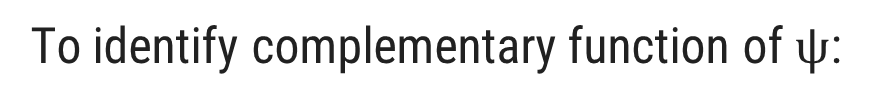 To identify complementary function of ψ: